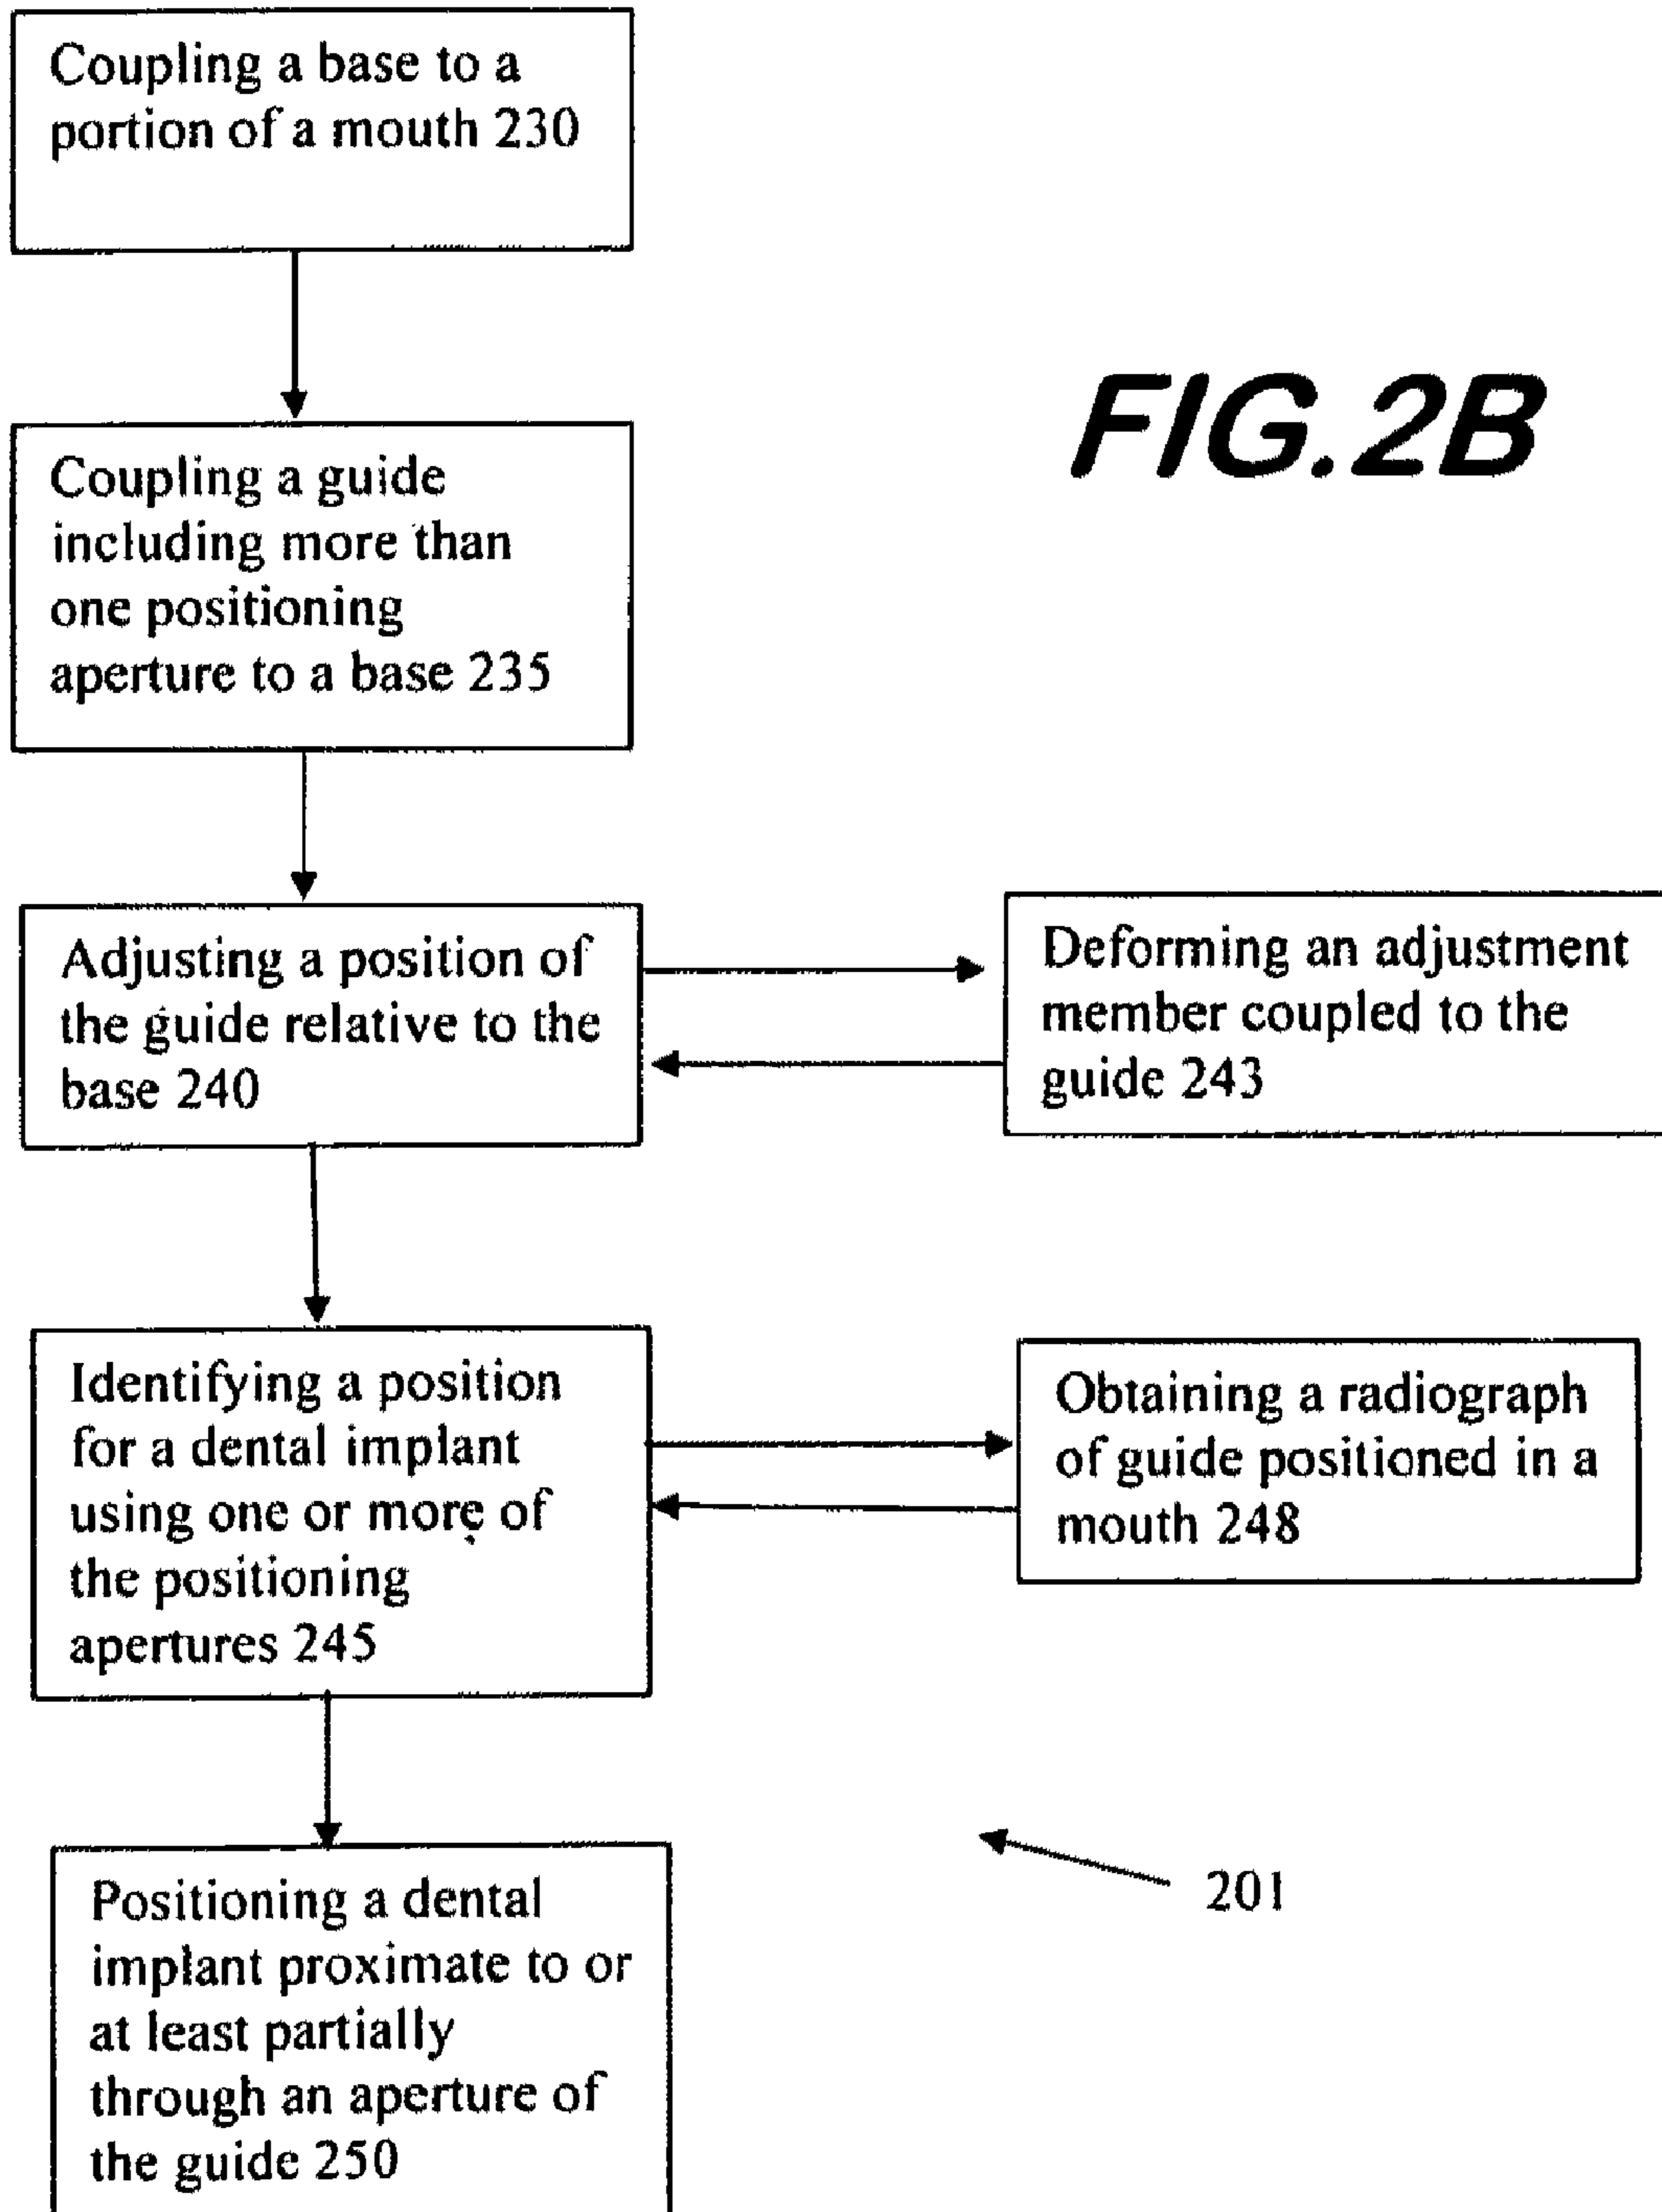 Coupling a base to a
portion of a mouth 230
FIG.2B
Coupling a guide
including more than
one positioning
aperture to a base 235
Adjusting a position of
the guide relative to the
base 240
Deforming an adjustment
member coupled to the
guide 243
Identifying a position
for a dental implant
using one or more of
the positioning
apertures 245
Obtaining a radiograph
of guide positioned in a
mouth 248
201
Positioning a dental
implant proximate to or
at least partially
through an aperture of
the guide 250